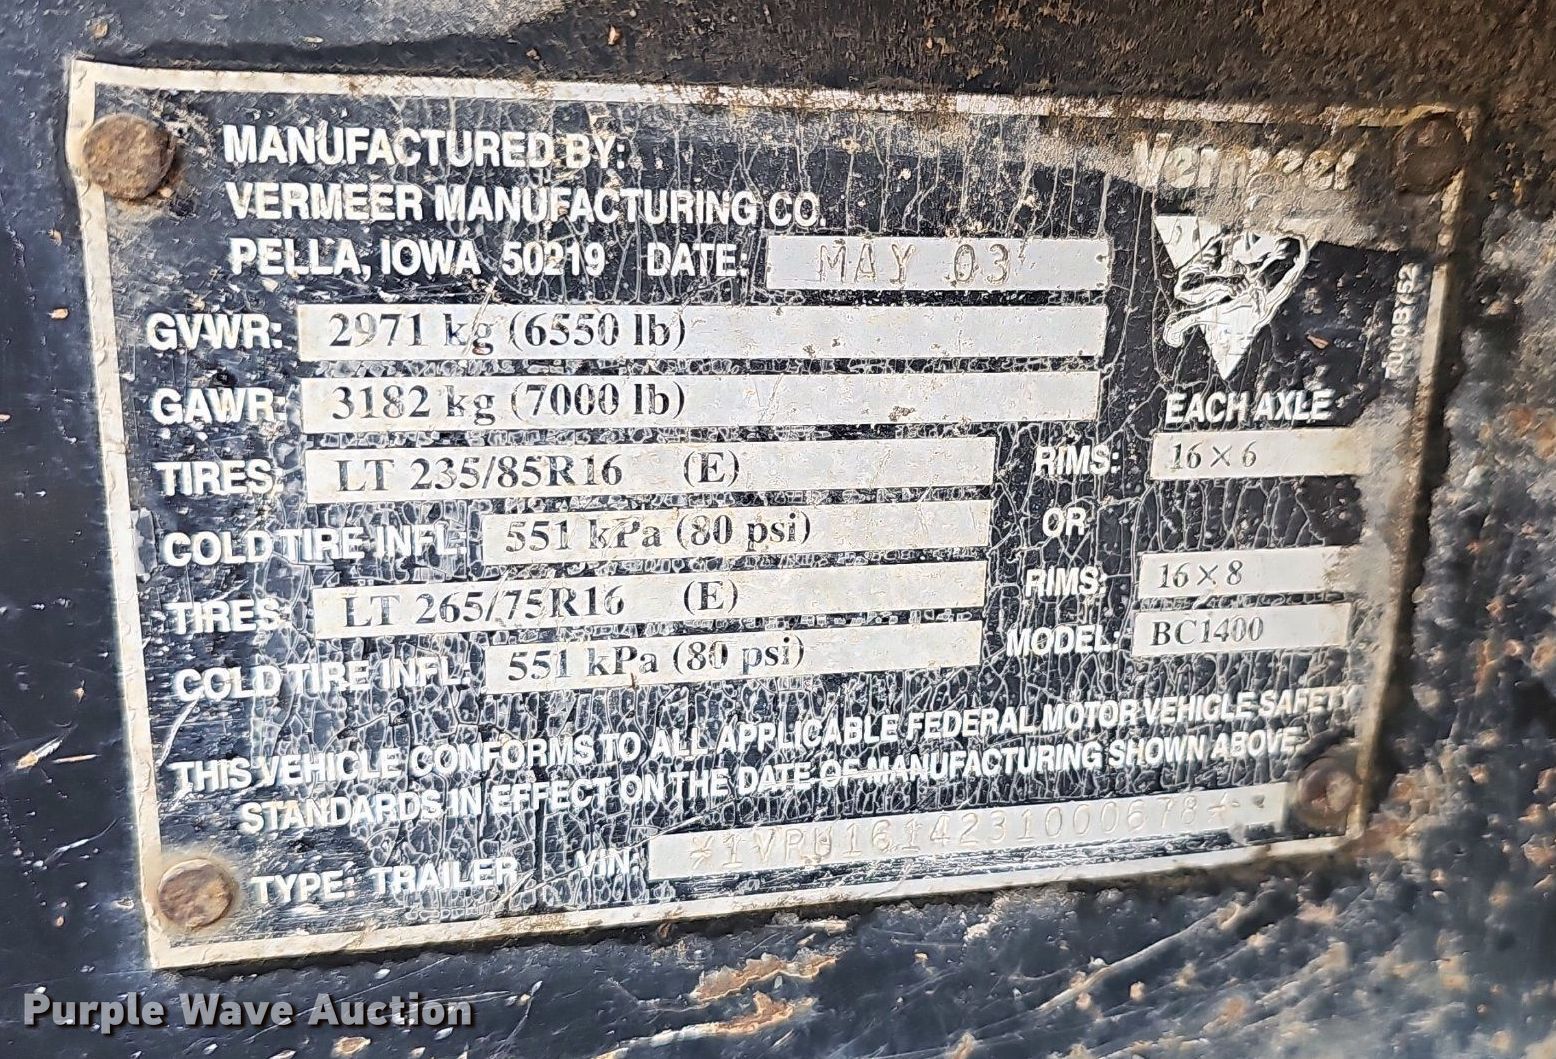 MANUFACTURED BY:
Vermeer
VERMEER MANUFACTURING CO.
PELLA, IOWA 50219 DATE: MAY 03
GVWR: 2971 kg (6550 lb)
GAWR: 3182 kg (7000 lb)
EACH AXLE
TIRES: LT 235/85R16 (E) RIMS: 16 × 6
COLD TIRE INFL.: 551 kPa (80 psi) OR
TIRES: LT 265/75R16 (E) RIMS: 16 × 8
COLD TIRE INFL. 551 kPa (80 psi) MODEL: BC1400
THIS VEHICLE CONFORMS TO ALL APPLICABLE FEDERAL MOTOR VEHICLE SAFETY
STANDARDS IN EFFECT ON THE DATE OF MANUFACTURING SHOWN ABOVE.
TYPE: TRAILER VIN: *1VRU1614231000678*
Purple Wave Auction